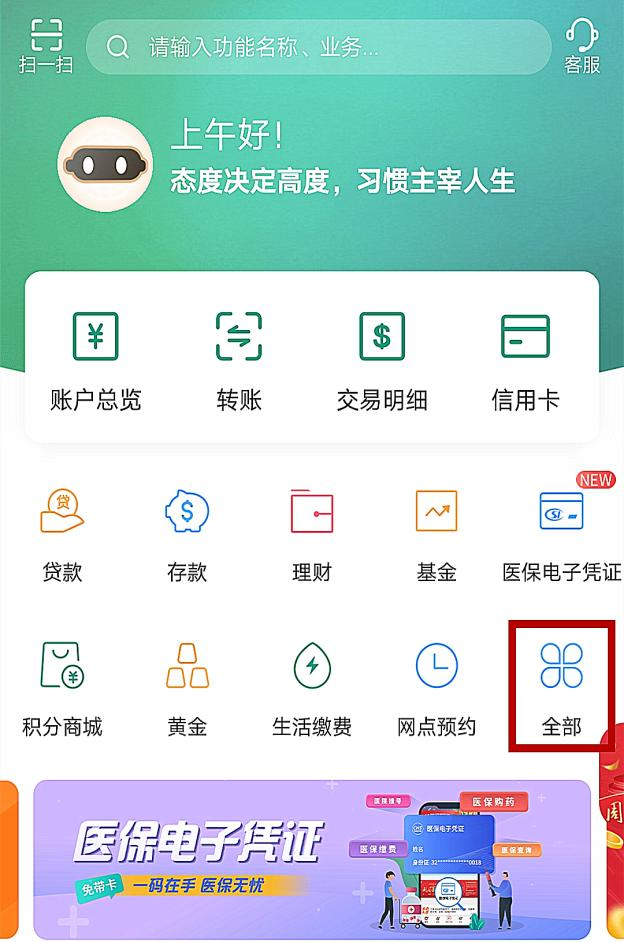 请输入功能名称、业务...
扫一扫
客服
上午好!
态度决定高度，习惯主宰人生
¥
$
账户总览
转账
交易明细
信用卡
NEW
贷
$
贷款
存款
理财
基金
医保电子凭证
¥
积分商城
黄金
生活缴费
网点预约
全部
医保电子凭证
免带卡
一码在手 医保无忧
医院挂号
医保购药
医保电子凭证
医保缴费
姓名
医保查询
身份证 32************0018
周